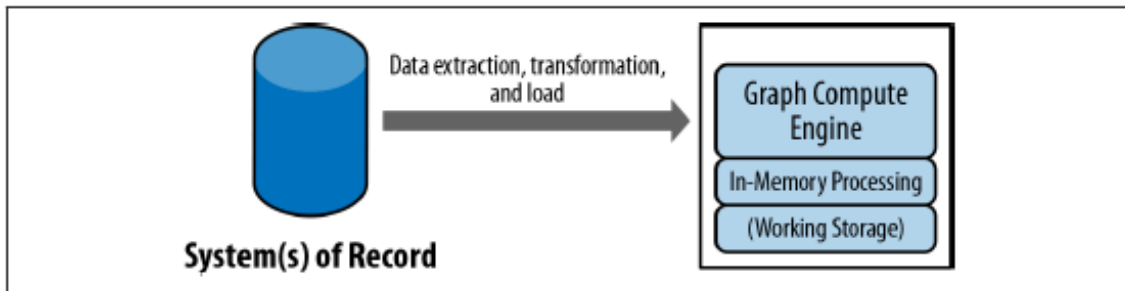 Data extraction, transformation,
and load
Graph Compute
Engine
In-Memory Processing
(Working Storage)
System(s) of Record